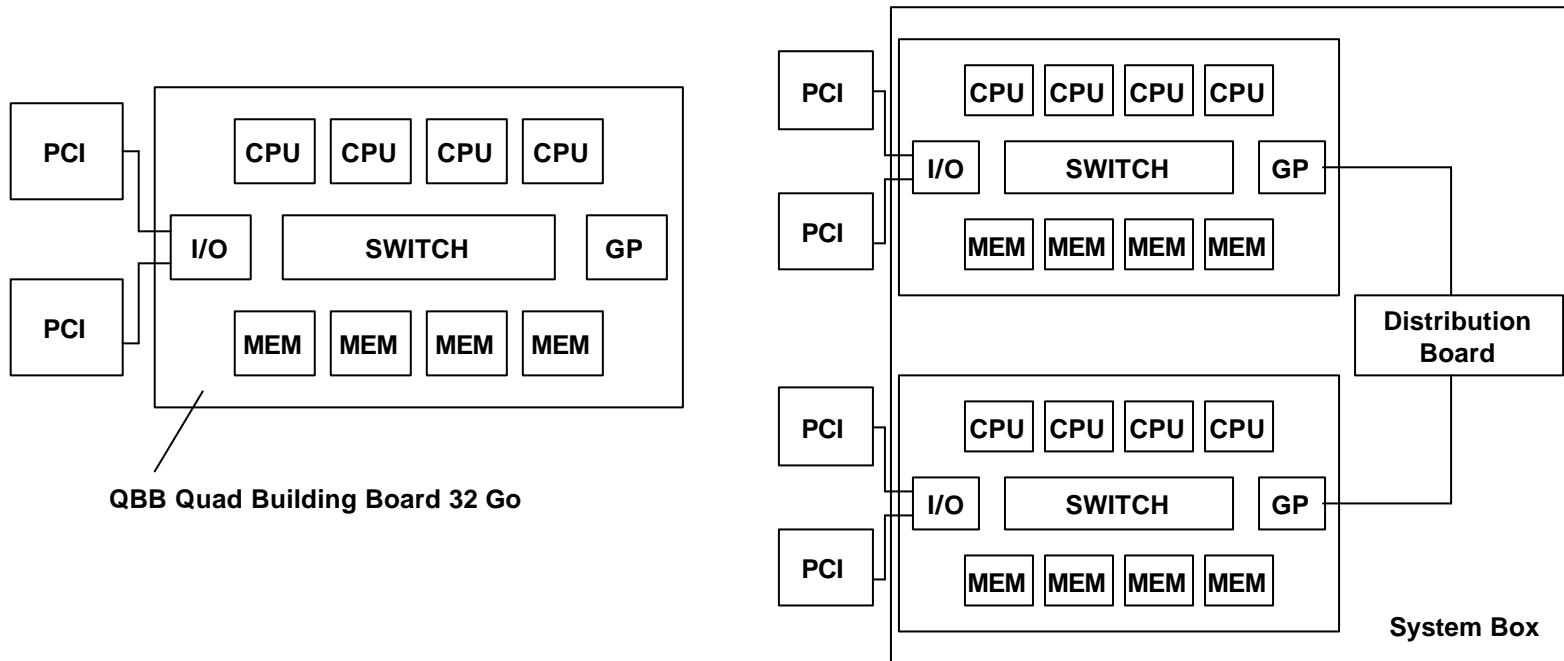 PCI
CPU CPU CPU CPU
I/O SWITCH GP
PCI
MEM MEM MEM MEM
QBB Quad Building Board 32 Go
PCI
CPU CPU CPU CPU
I/O SWITCH GP
PCI
MEM MEM MEM MEM
Distribution
Board
PCI
CPU CPU CPU CPU
I/O SWITCH GP
PCI
MEM MEM MEM MEM
System Box